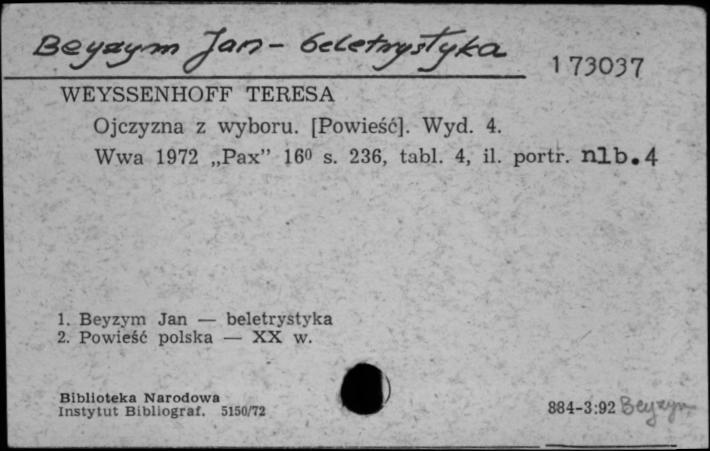 Beyzym Jan - beletrystyka
173037
WEYSSENHOFF TERESA
Ojczyzna z wyboru. [Powieść]. Wyd. 4.
Wwa 1972 „Pax” 16⁰ s. 236, tabl. 4, il. portr. nlb. 4
1. Beyzym Jan — beletrystyka
2. Powieść polska — XX w.
Biblioteka Narodowa
Instytut Bibliograf. 5150/72
884-3:92 Beyzym